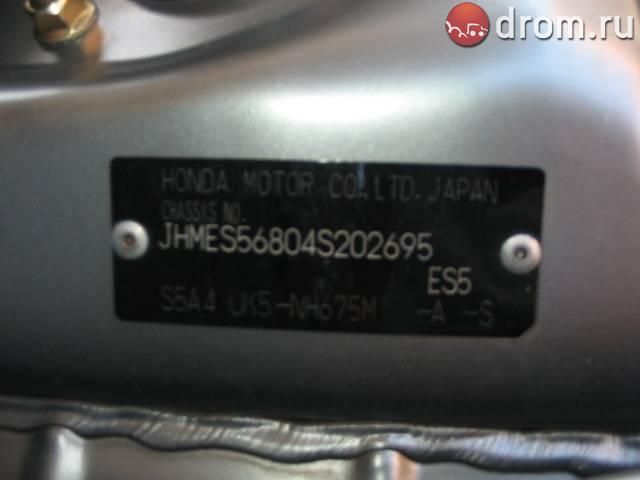 drom.ru
HONDA MOTOR CO.,LTD. JAPAN
CHASSIS NO.
JHMES56804S202695
ES5
S5A4 UK5-NH675M -A -S